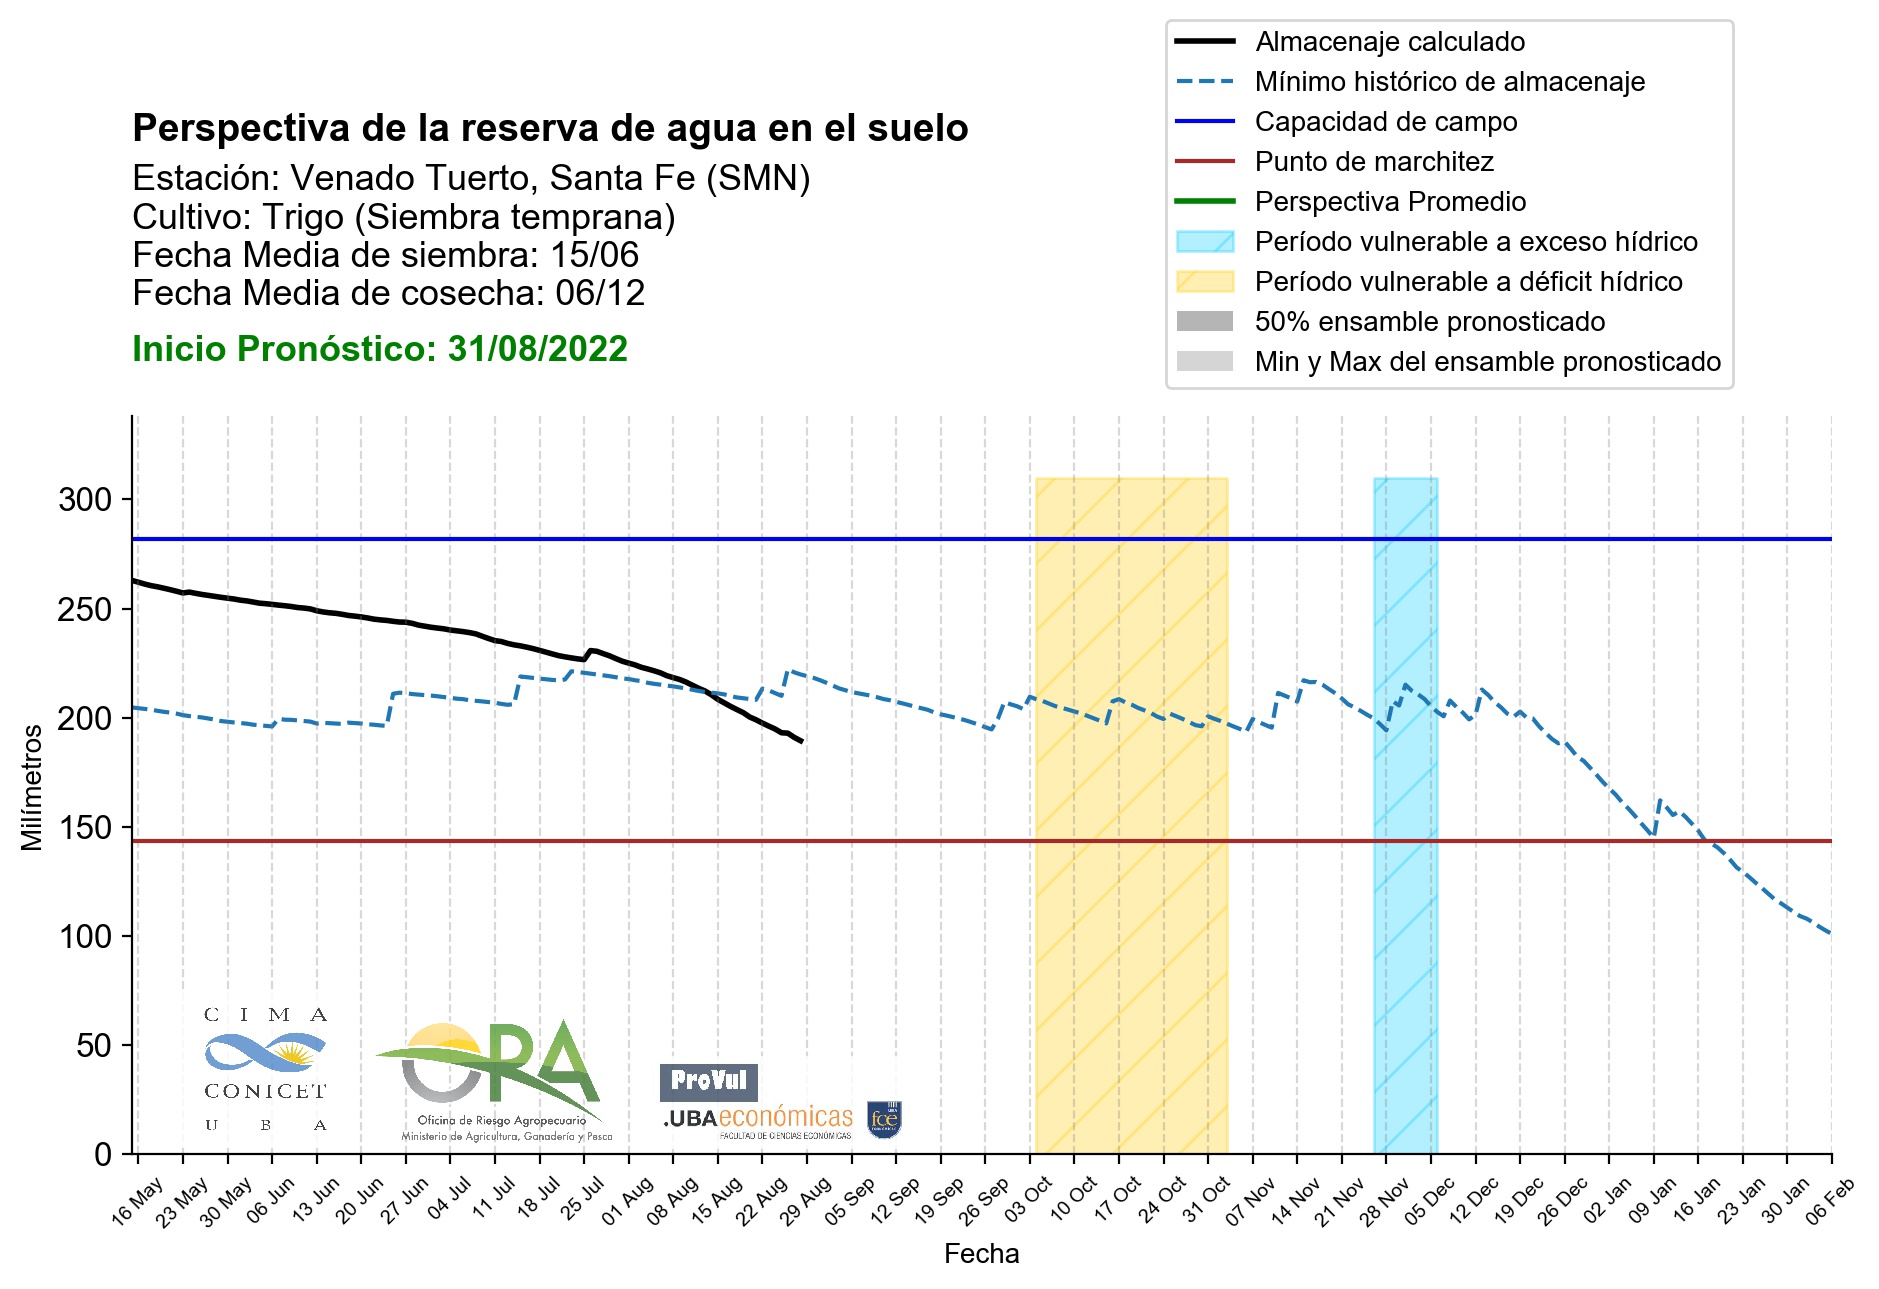 Almacenaje calculado
Mínimo histórico de almacenaje
Capacidad de campo
Punto de marchitez
Perspectiva Promedio
Período vulnerable a exceso hídrico
Período vulnerable a déficit hídrico
50% ensamble pronosticado
Min y Max del ensamble pronosticado
Perspectiva de la reserva de agua en el suelo
Estación: Venado Tuerto, Santa Fe (SMN)
Cultivo: Trigo (Siembra temprana)
Fecha Media de siembra: 15/06
Fecha Media de cosecha: 06/12
Inicio Pronóstico: 31/08/2022
Milímetros
300
250
200
150
100
50
0
C I M A
CONICET
U B A
ORA
Oficina de Riesgo Agropecuario
Ministerio de Agricultura, Ganadería y Pesca
ProVul
.UBAeconómicas
FACULTAD DE CIENCIAS ECONÓMICAS
fce
16 May
23 May
30 May
06 Jun
13 Jun
20 Jun
27 Jun
04 Jul
11 Jul
18 Jul
25 Jul
01 Aug
08 Aug
15 Aug
22 Aug
29 Aug
05 Sep
12 Sep
19 Sep
26 Sep
03 Oct
10 Oct
17 Oct
24 Oct
31 Oct
07 Nov
14 Nov
21 Nov
28 Nov
05 Dec
12 Dec
19 Dec
26 Dec
02 Jan
09 Jan
16 Jan
23 Jan
30 Jan
06 Feb
Fecha